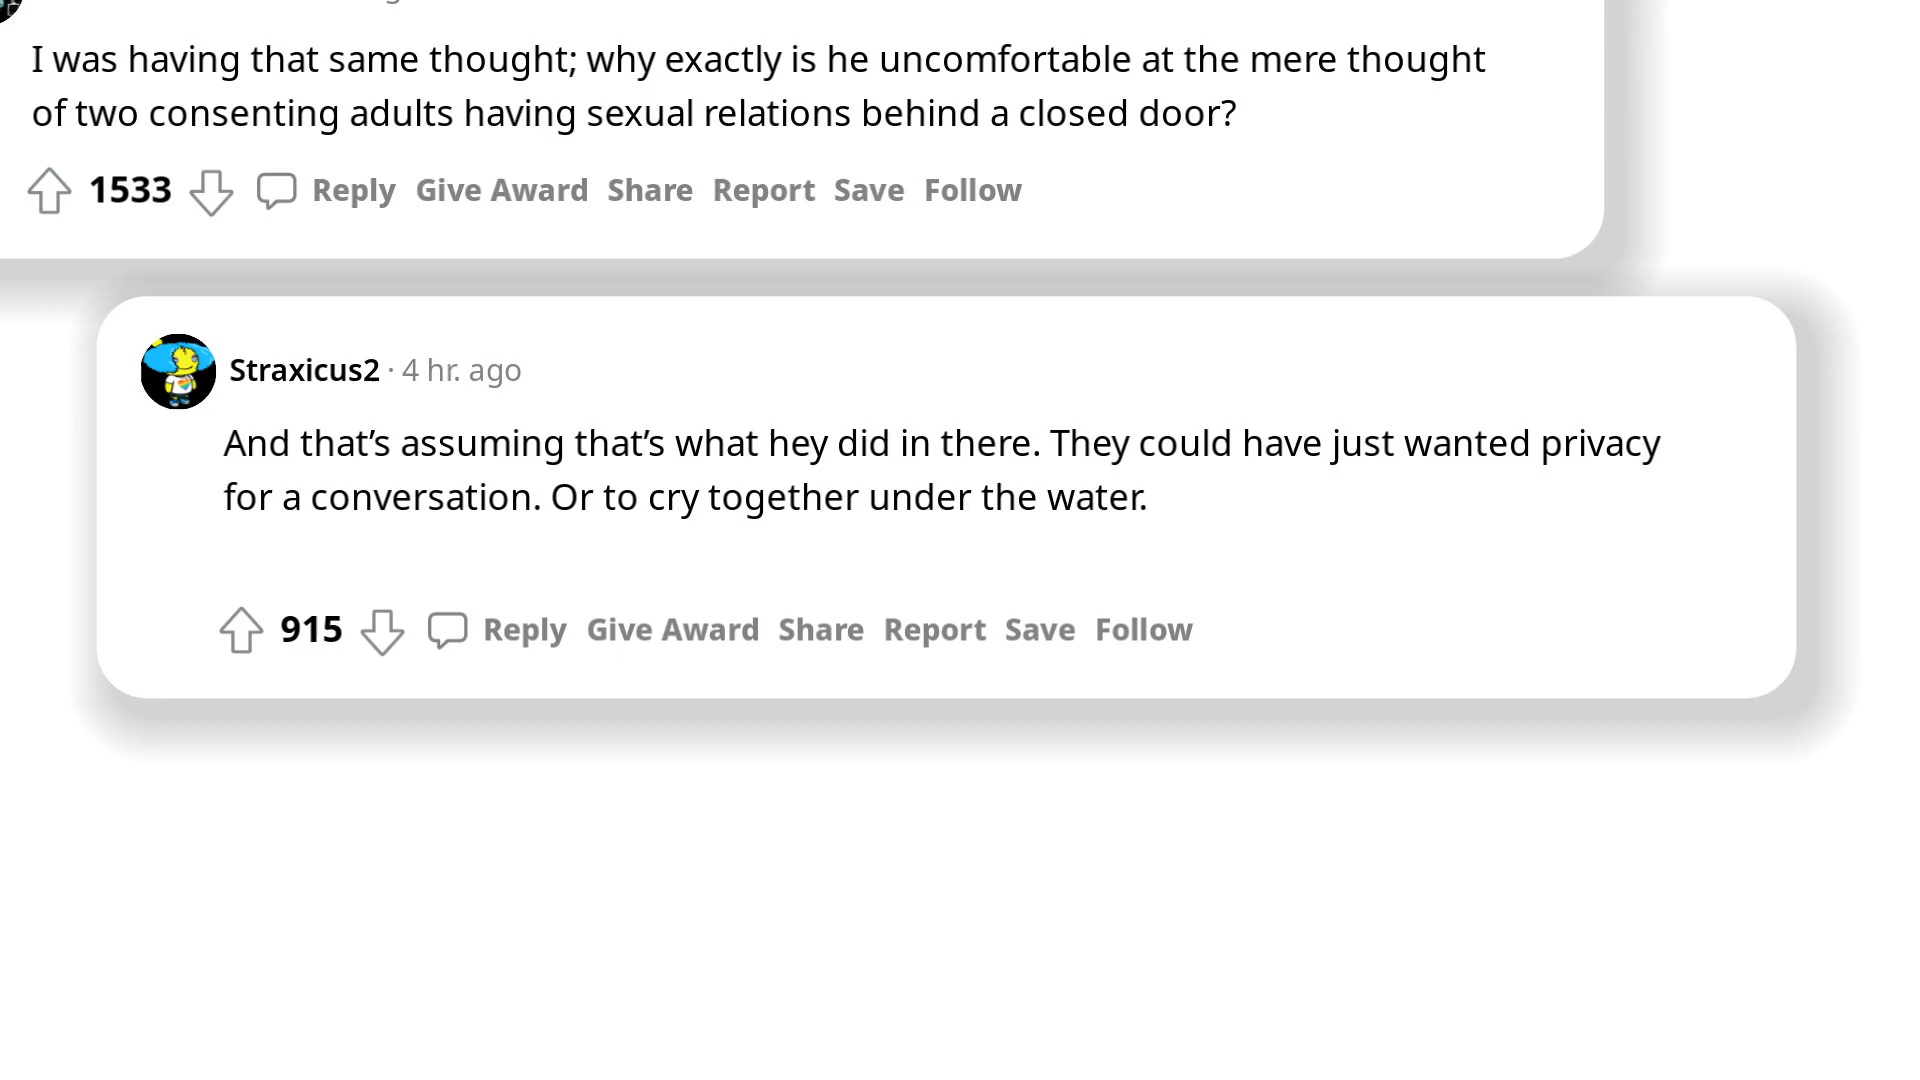 I was having that same thought; why exactly is he uncomfortable at the mere thought
of two consenting adults having sexual relations behind a closed door?
1533 Reply Give Award Share Report Save Follow
Straxicus2 · 4 hr. ago
And that’s assuming that’s what hey did in there. They could have just wanted privacy
for a conversation. Or to cry together under the water.
915 Reply Give Award Share Report Save Follow